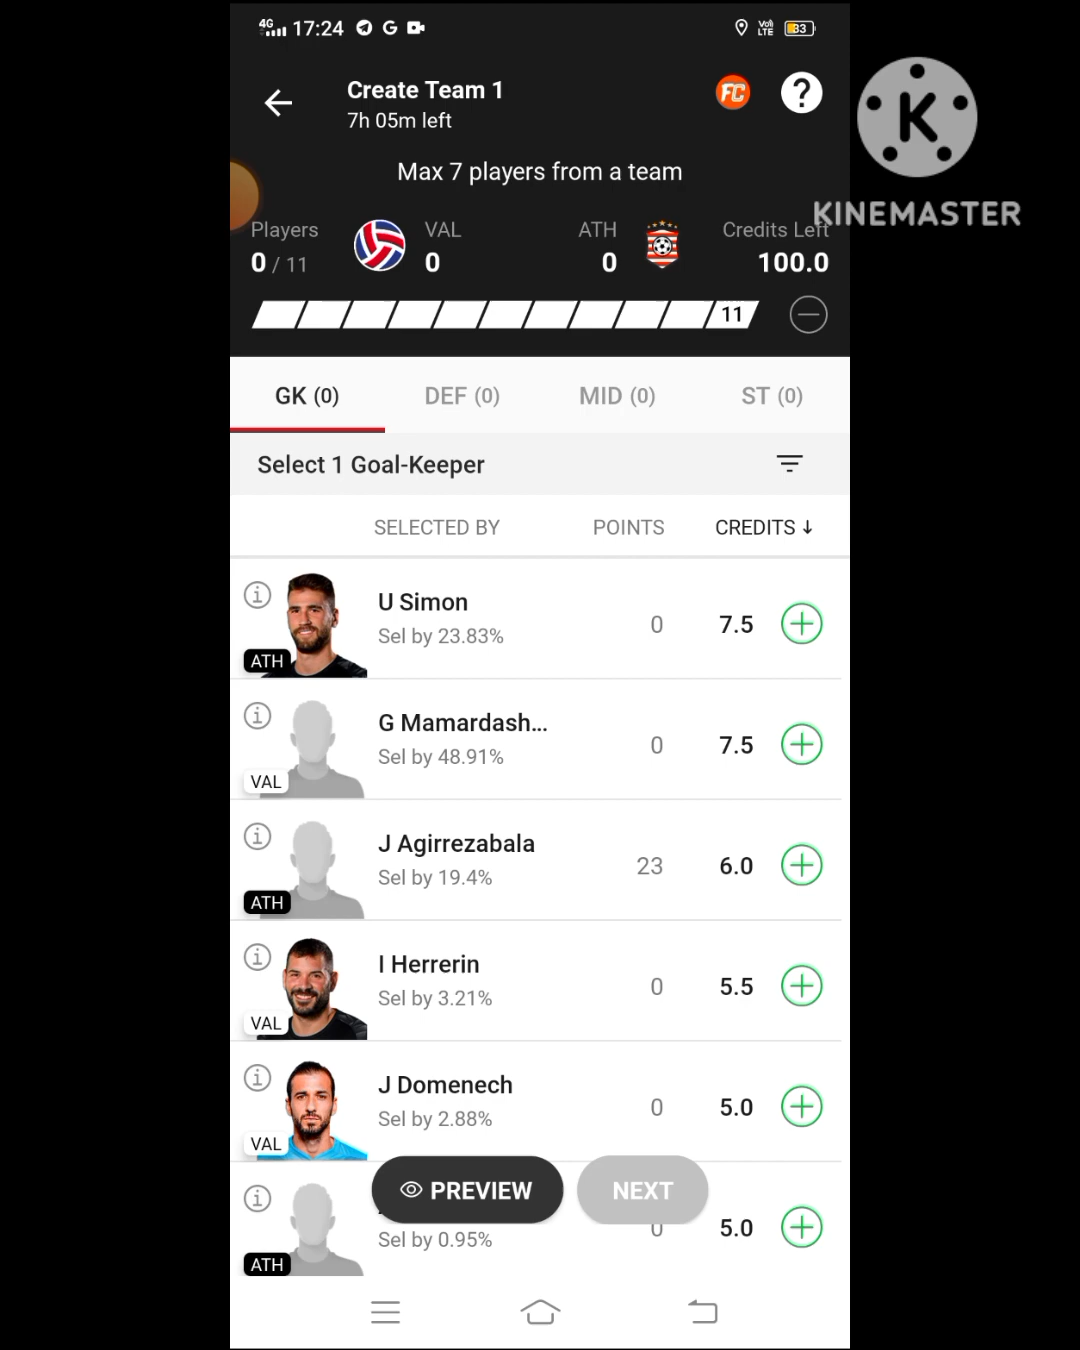 4G 17:24 G Vo) LTE 33
Create Team 1
7h 05m left
FC
?
K
KINEMASTER
Max 7 players from a team
Players VAL ATH Credits Left
0 / 11 0 0 100.0
11
GK (0) DEF (0) MID (0) ST (0)
Select 1 Goal-Keeper
SELECTED BY POINTS CREDITS ↓
U Simon
Sel by 23.83% 0 7.5
ATH
G Mamardash...
Sel by 48.91% 0 7.5
VAL
J Agirrezabala
Sel by 19.4% 23 6.0
ATH
I Herrerin
Sel by 3.21% 0 5.5
VAL
J Domenech
Sel by 2.88% 0 5.0
VAL
PREVIEW NEXT
Sel by 0.95% 0 5.0
ATH